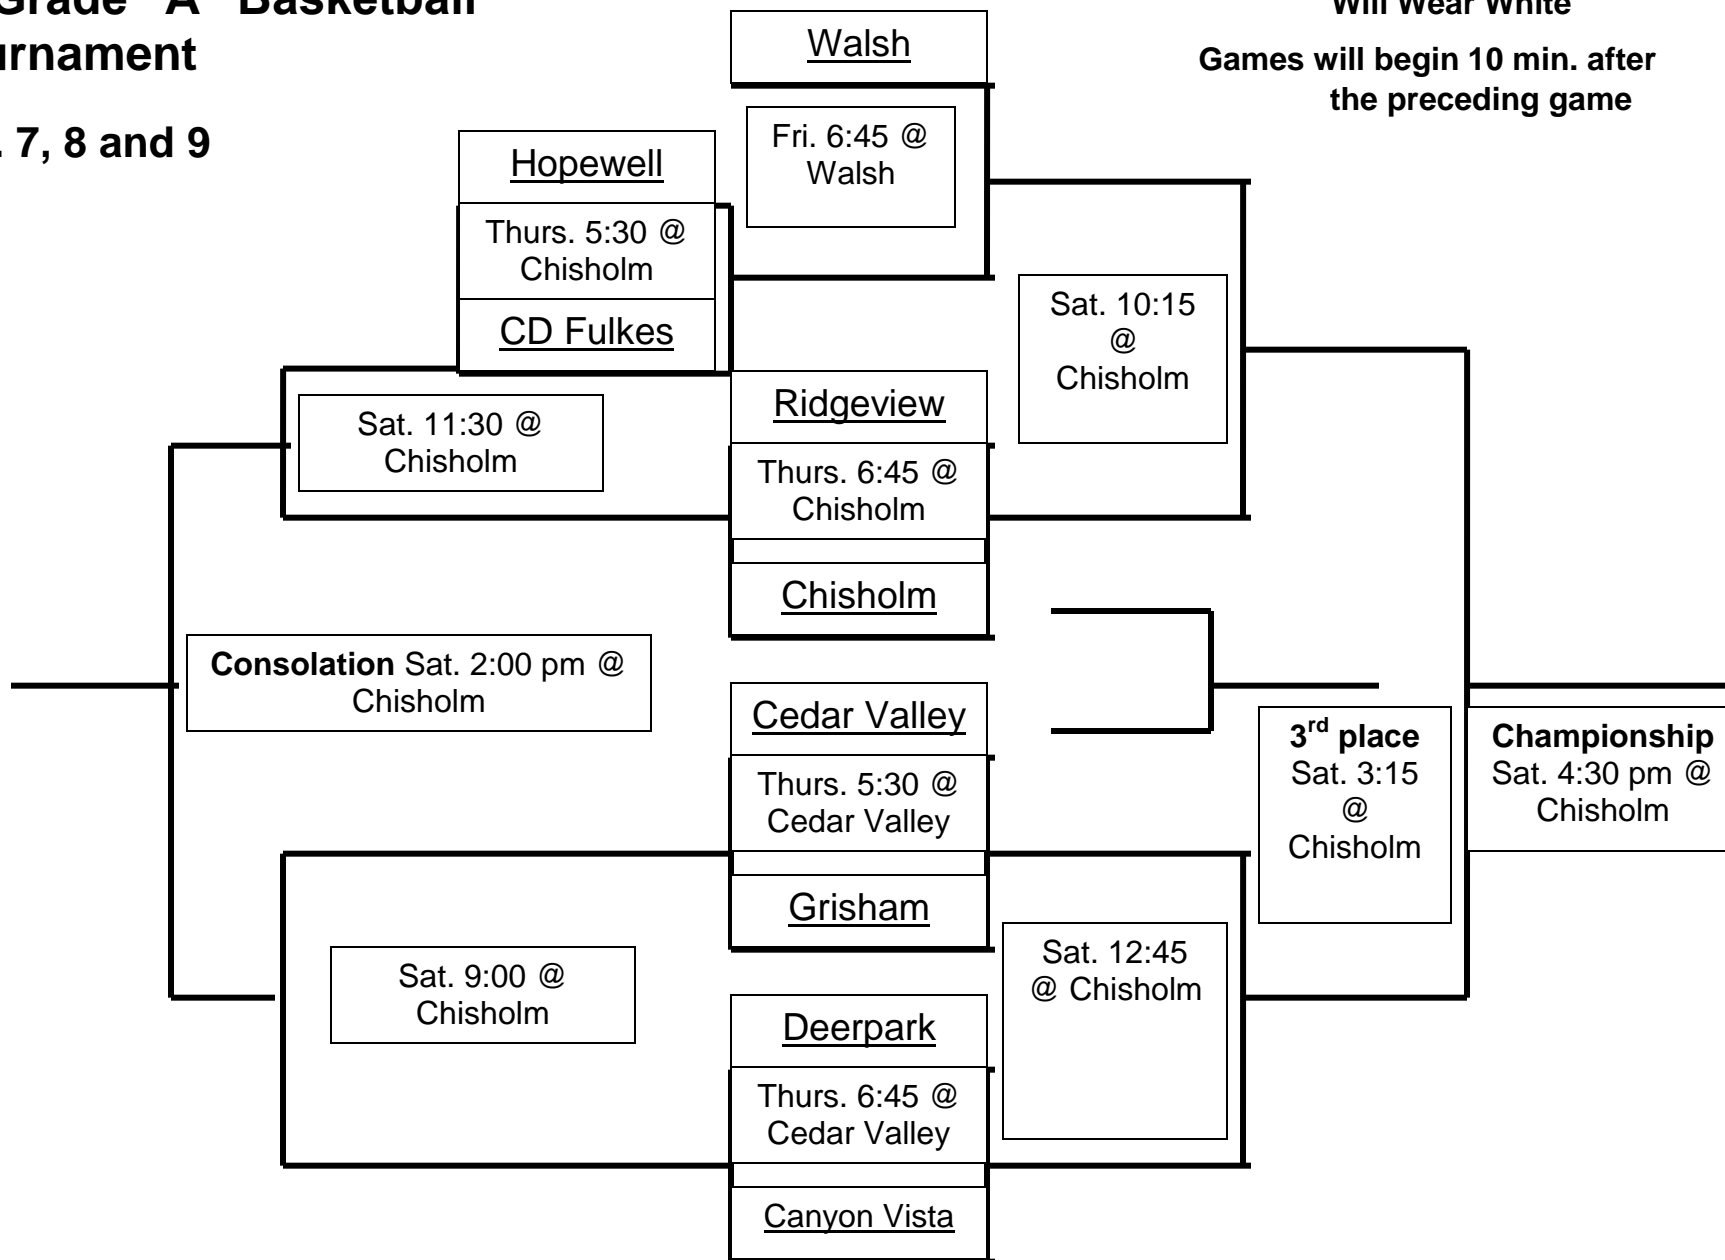 Grade "A" Basketball
urnament
. 7, 8 and 9
Will Wear White
Games will begin 10 min. after
the preceding game
Walsh
Fri. 6:45 @
Walsh
Hopewell
Thurs. 5:30 @
Chisholm
CD Fulkes
Sat. 10:15
@
Chisholm
Ridgeview
Thurs. 6:45 @
Chisholm
Chisholm
Sat. 11:30 @
Chisholm
Consolation Sat. 2:00 pm @
Chisholm
Cedar Valley
Thurs. 5:30 @
Cedar Valley
Grisham
3rd place
Sat. 3:15
@
Chisholm
Championship
Sat. 4:30 pm @
Chisholm
Sat. 9:00 @
Chisholm
Sat. 12:45
@ Chisholm
Deerpark
Thurs. 6:45 @
Cedar Valley
Canyon Vista